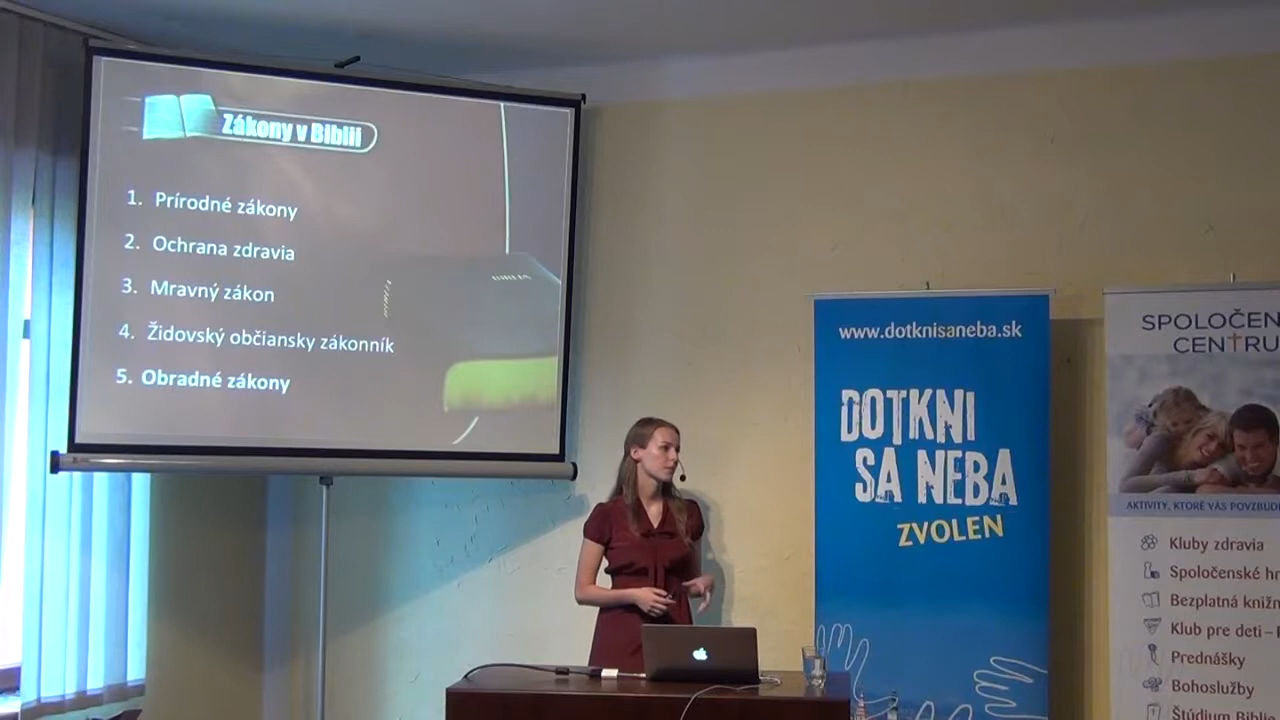 Zákony v Biblii
1. Prírodné zákony
2. Ochrana zdravia
3. Mravný zákon
4. Židovský občiansky zákonník
5. Obradné zákony
www.dotknisaneba.sk
DOTKNI
SA NEBA
ZVOLEN
SPOLOČEN
CENTRU
AKTIVITY, KTORÉ VÁS POVZBUD
Kluby zdravia
Spoločenské hr
Bezplatná knižn
Klub pre deti –
Prednášky
Bohoslužby
Štúdium Biblie